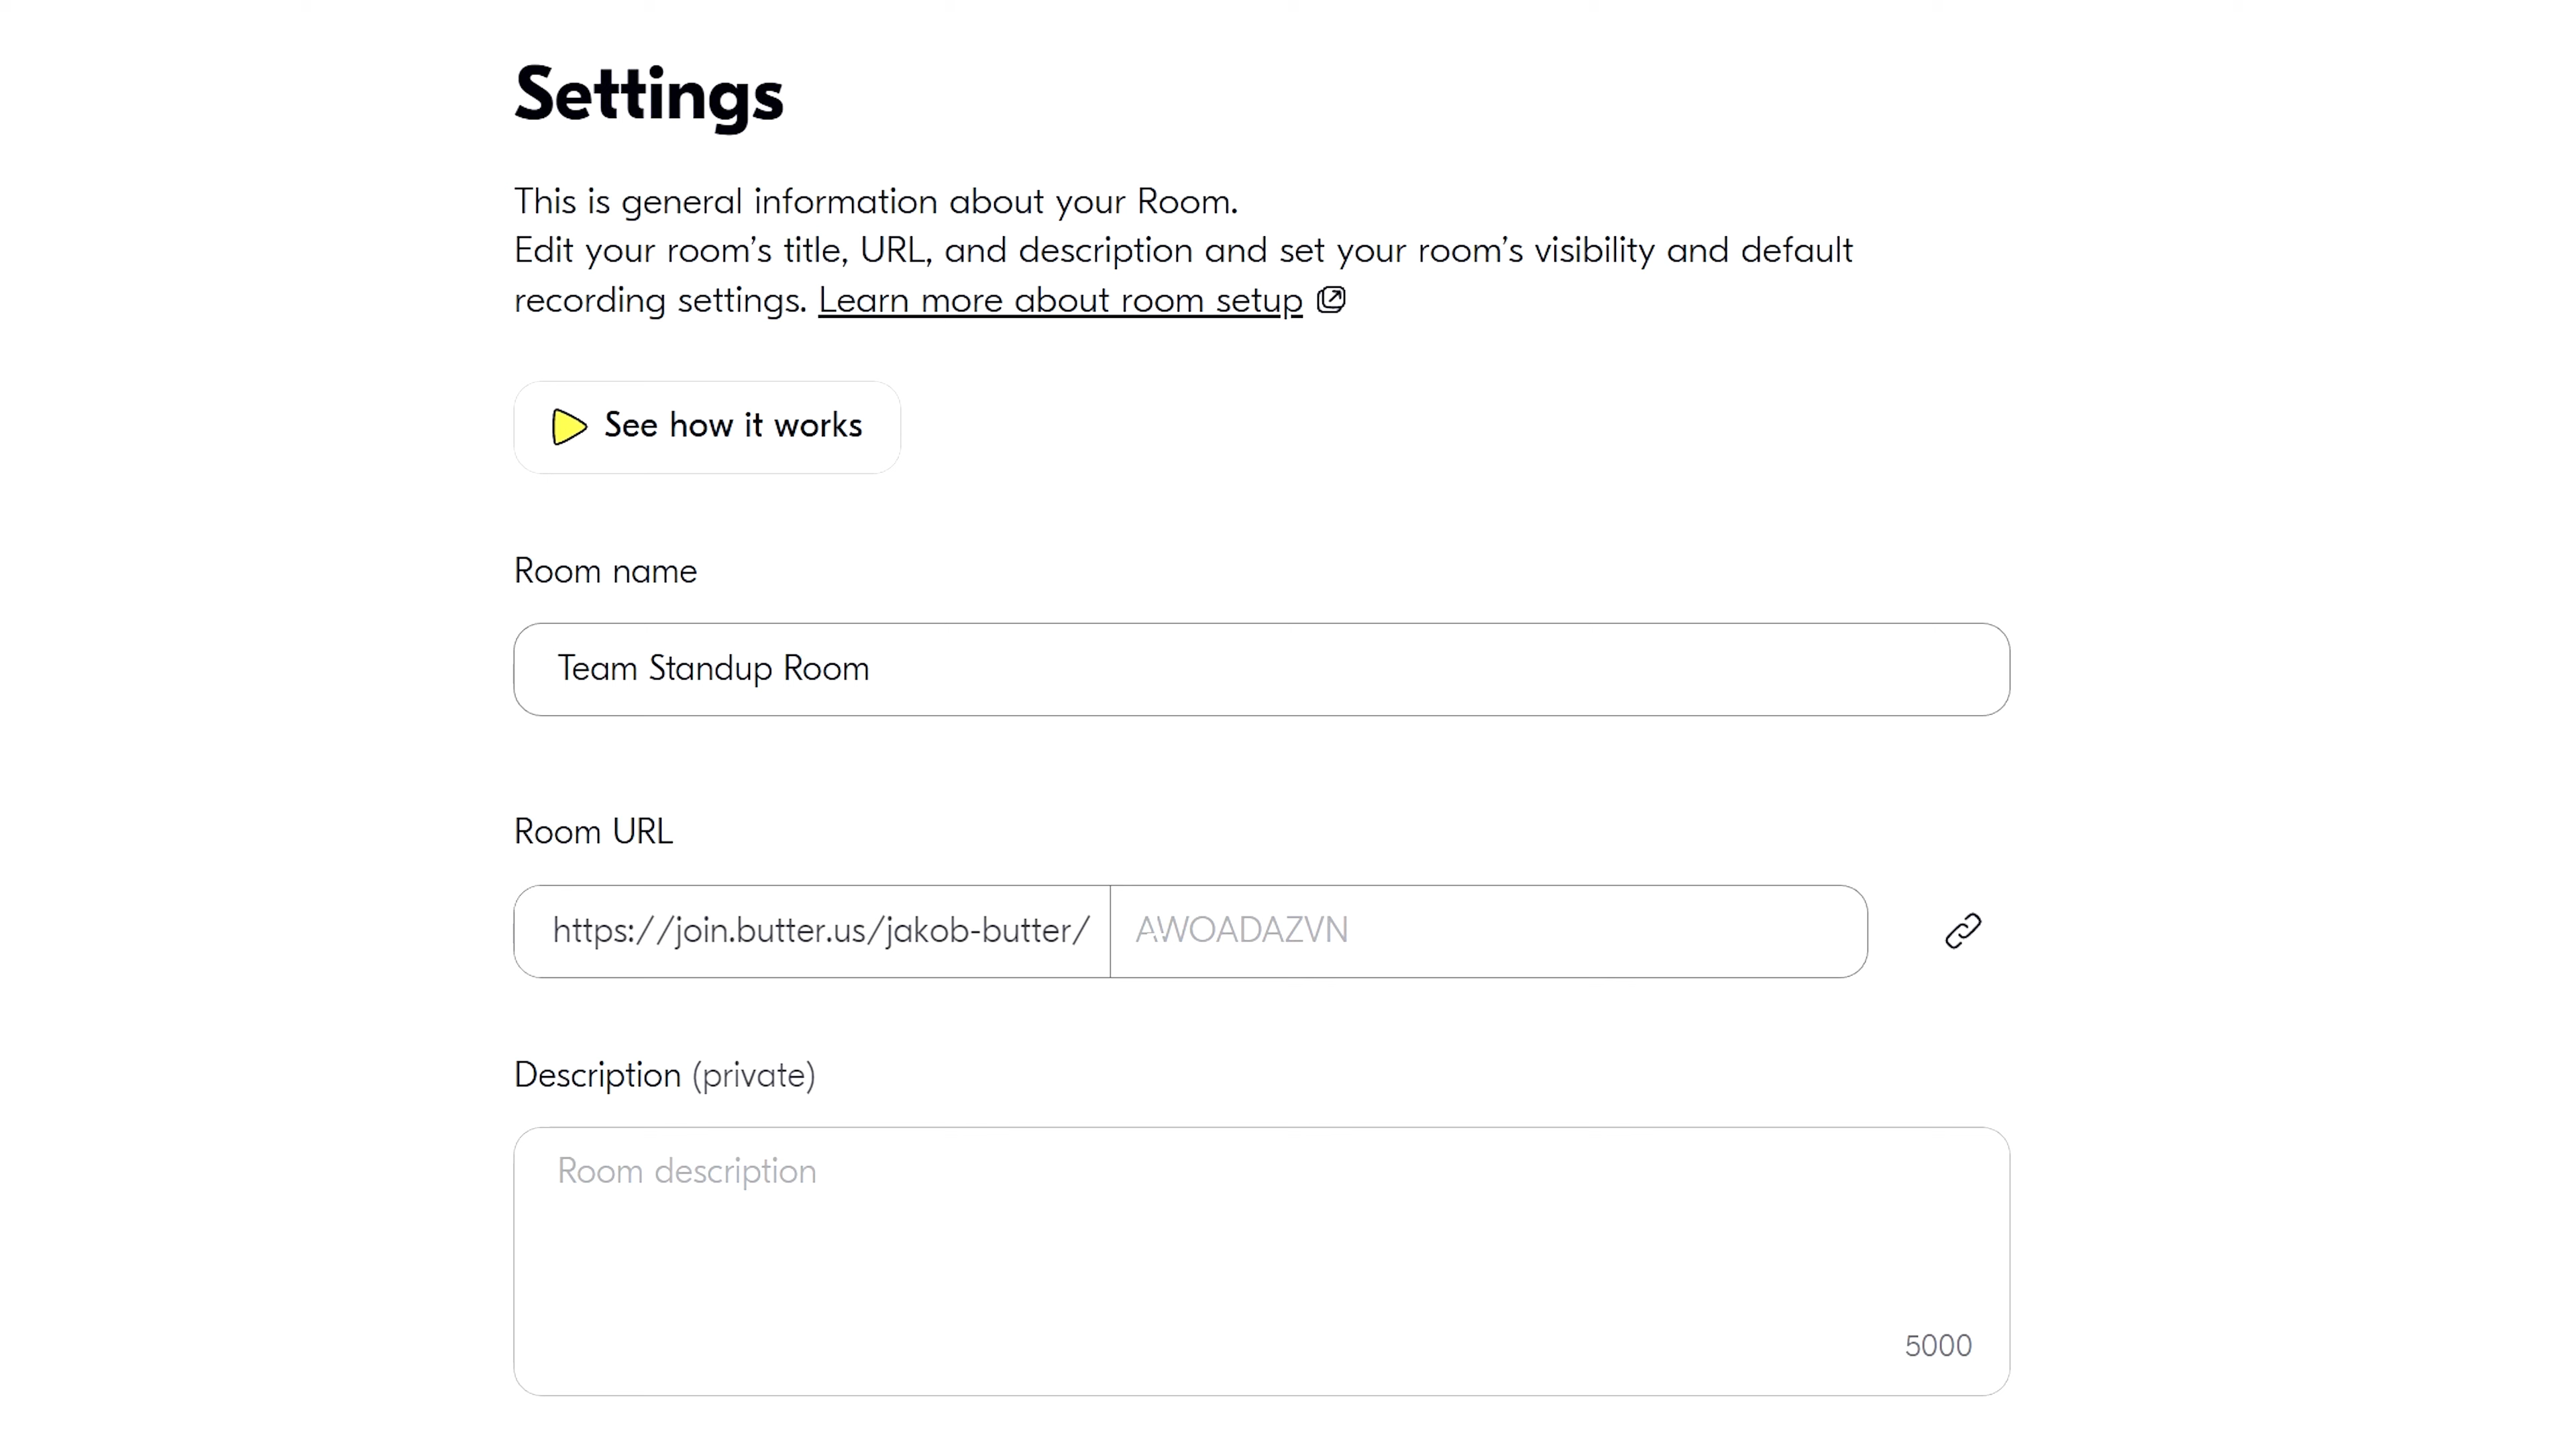 Settings
This is general information about your Room.
Edit your room’s title, URL, and description and set your room’s visibility and default
recording settings. Learn more about room setup
See how it works
Room name
Team Standup Room
Room URL
https://join.butter.us/jakob-butter/ AWOADAZVN
Description (private)
Room description
5000